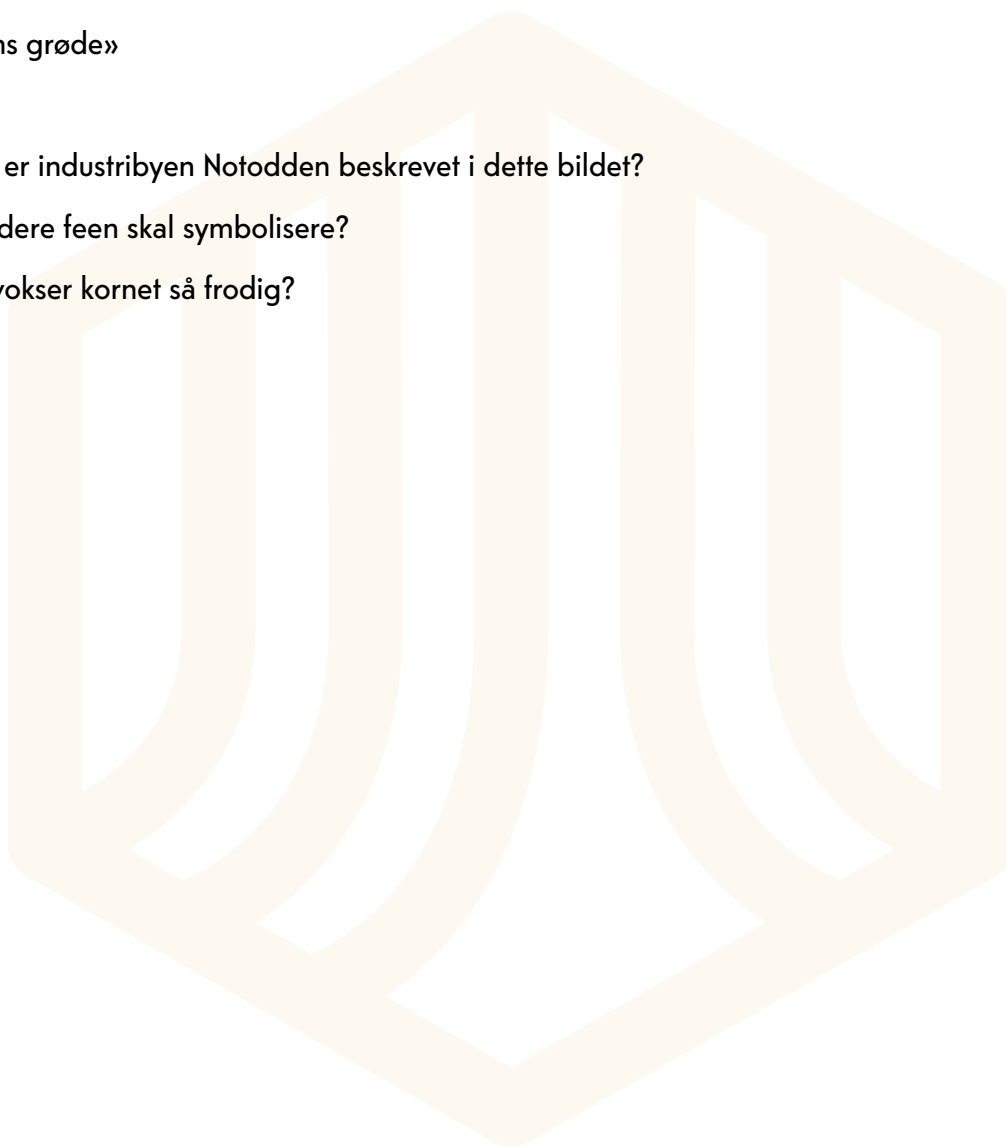 ns grøde»
er industribyen Notodden beskrevet i dette bildet?
dere feen skal symbolisere?
vokser kornet så frodig?